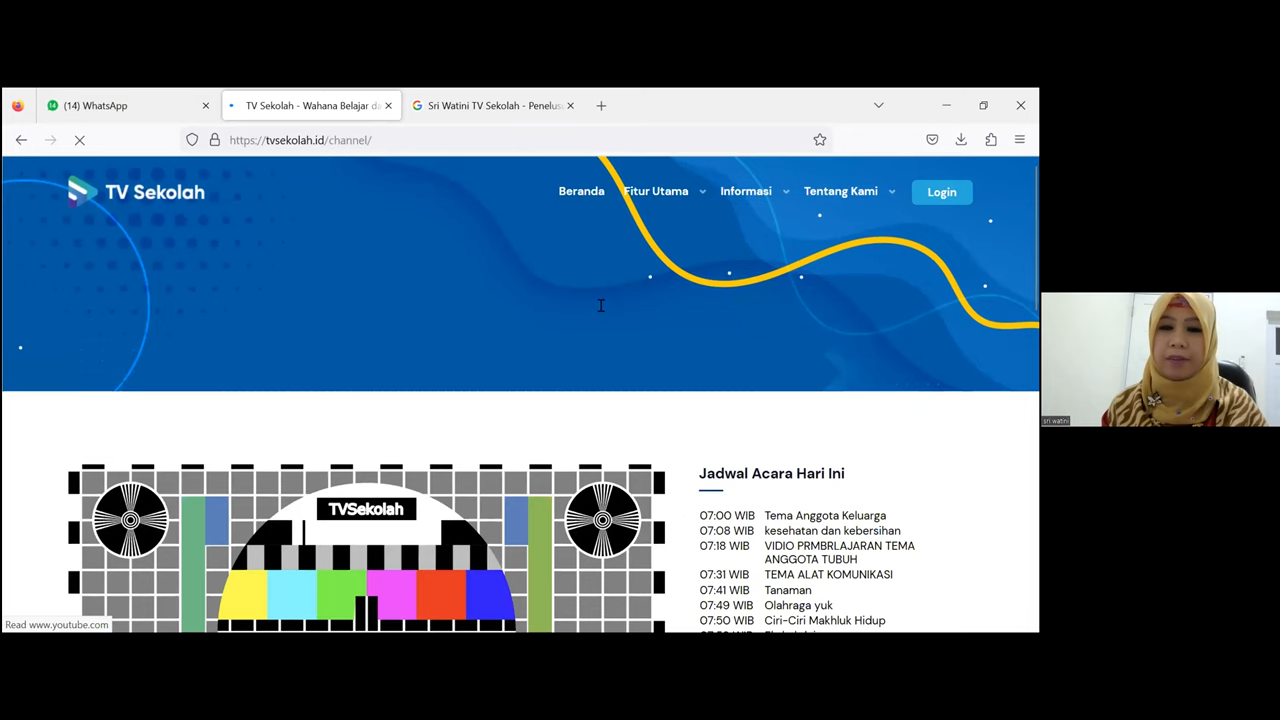 (14) WhatsApp
TV Sekolah - Wahana Belajar da
Sri Watini TV Sekolah - Penelus
https://tvsekolah.id/channel/
TV Sekolah
Beranda
Fitur Utama
Informasi
Tentang Kami
Login
sri watini
TVSekolah
Jadwal Acara Hari Ini
07:00 WIB Tema Anggota Keluarga
07:08 WIB kesehatan dan kebersihan
07:18 WIB VIDIO PRMBRLAJARAN TEMA
ANGGOTA TUBUH
07:31 WIB TEMA ALAT KOMUNIKASI
07:41 WIB Tanaman
07:49 WIB Olahraga yuk
07:50 WIB Ciri-Ciri Makhluk Hidup
Read www.youtube.com